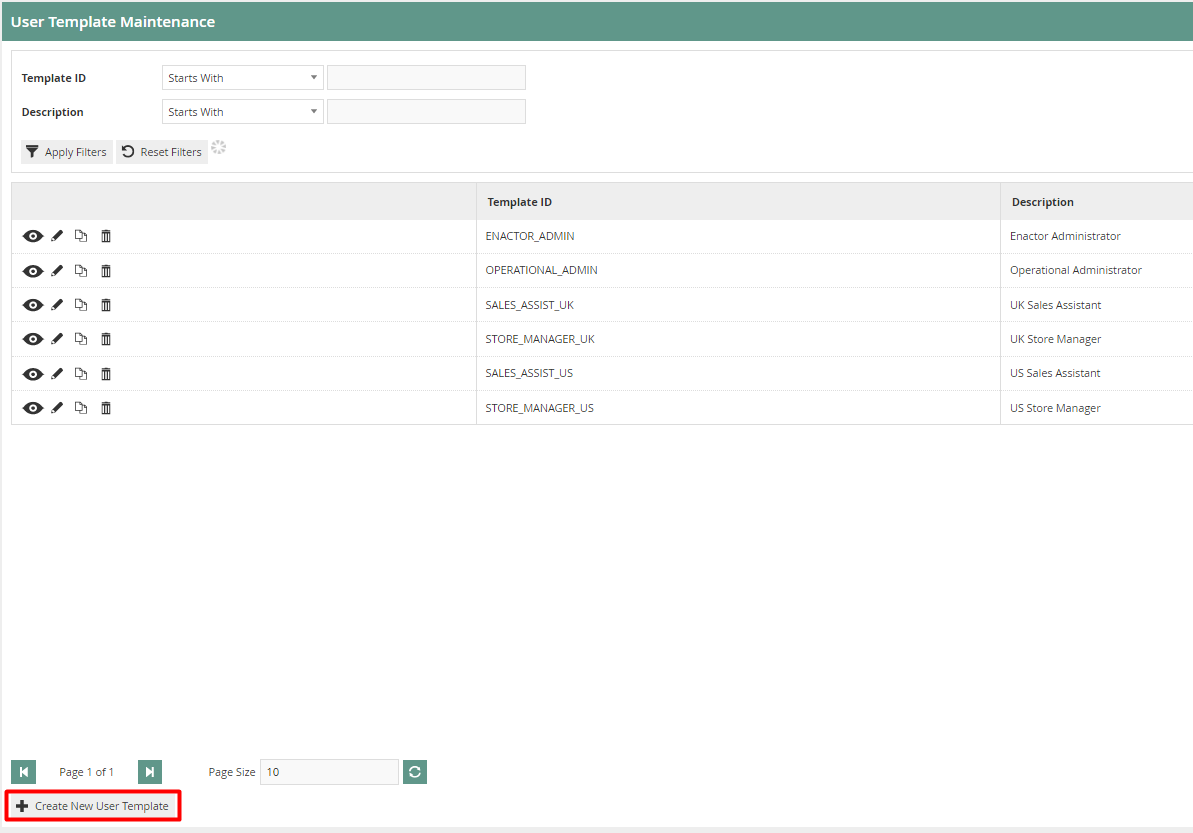 User Template Maintenance
Template ID Starts With
Description Starts With
Apply Filters Reset Filters
Template ID Description
ENACTOR_ADMIN Enactor Administrator
OPERATIONAL_ADMIN Operational Administrator
SALES_ASSIST_UK UK Sales Assistant
STORE_MANAGER_UK UK Store Manager
SALES_ASSIST_US US Sales Assistant
STORE_MANAGER_US US Store Manager
Page 1 of 1 Page Size 10
Create New User Template